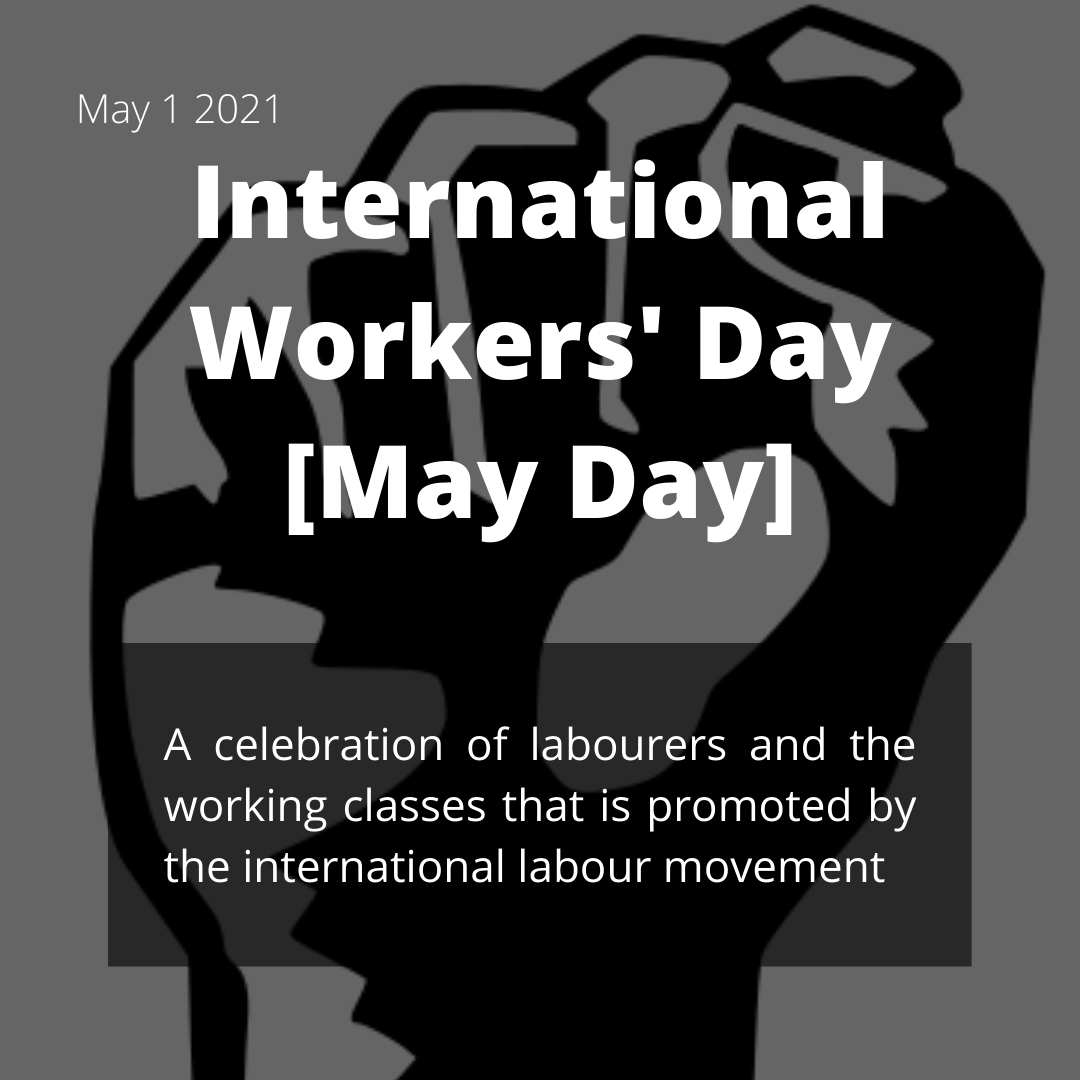 May 1 2021
International
Workers' Day
[May Day]
A celebration of labourers and the
working classes that is promoted by
the international labour movement